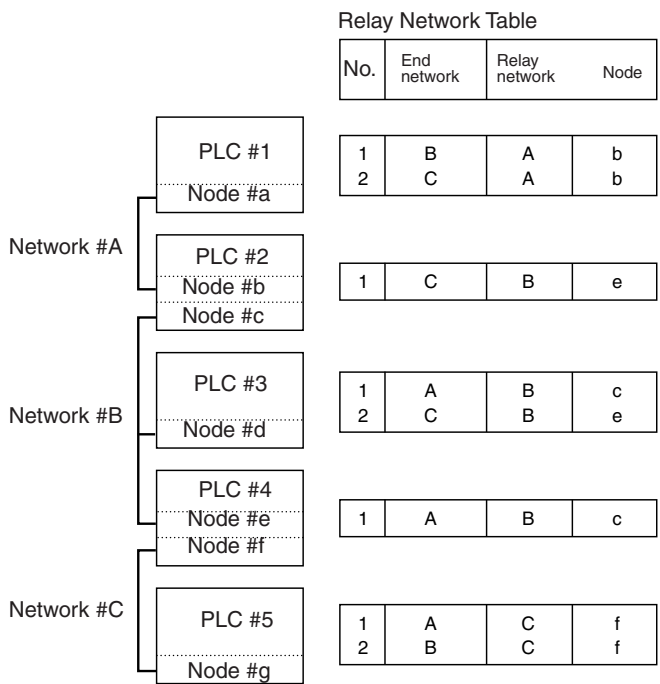 Relay Network Table
No. End network Relay network Node
PLC #1
Node #a
1 B A b
2 C A b
Network #A
PLC #2
Node #b
Node #c
1 C B e
PLC #3
Node #d
1 A B c
2 C B e
Network #B
PLC #4
Node #e
Node #f
1 A B c
Network #C
PLC #5
Node #g
1 A C f
2 B C f